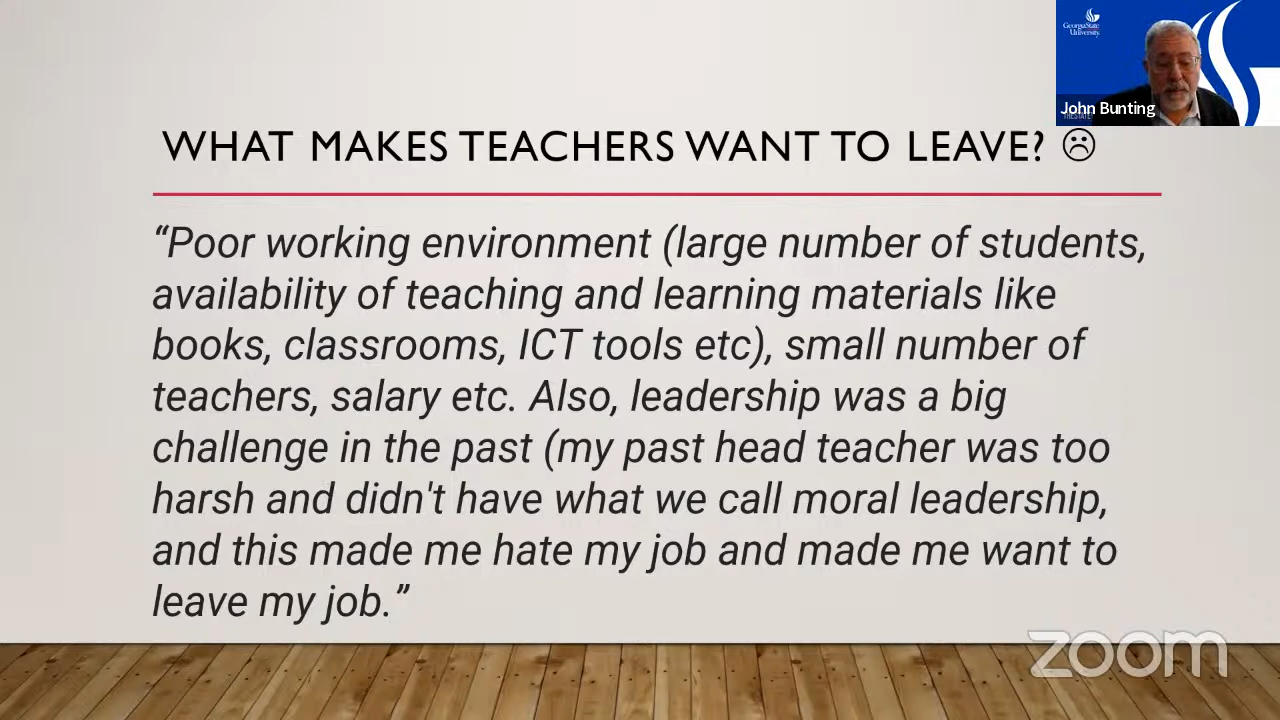 GeorgiaState
University
John Bunting
WHAT MAKES TEACHERS WANT TO LEAVE? ☹
“Poor working environment (large number of students,
availability of teaching and learning materials like
books, classrooms, ICT tools etc), small number of
teachers, salary etc. Also, leadership was a big
challenge in the past (my past head teacher was too
harsh and didn't have what we call moral leadership,
and this made me hate my job and made me want to
leave my job.”
zoom